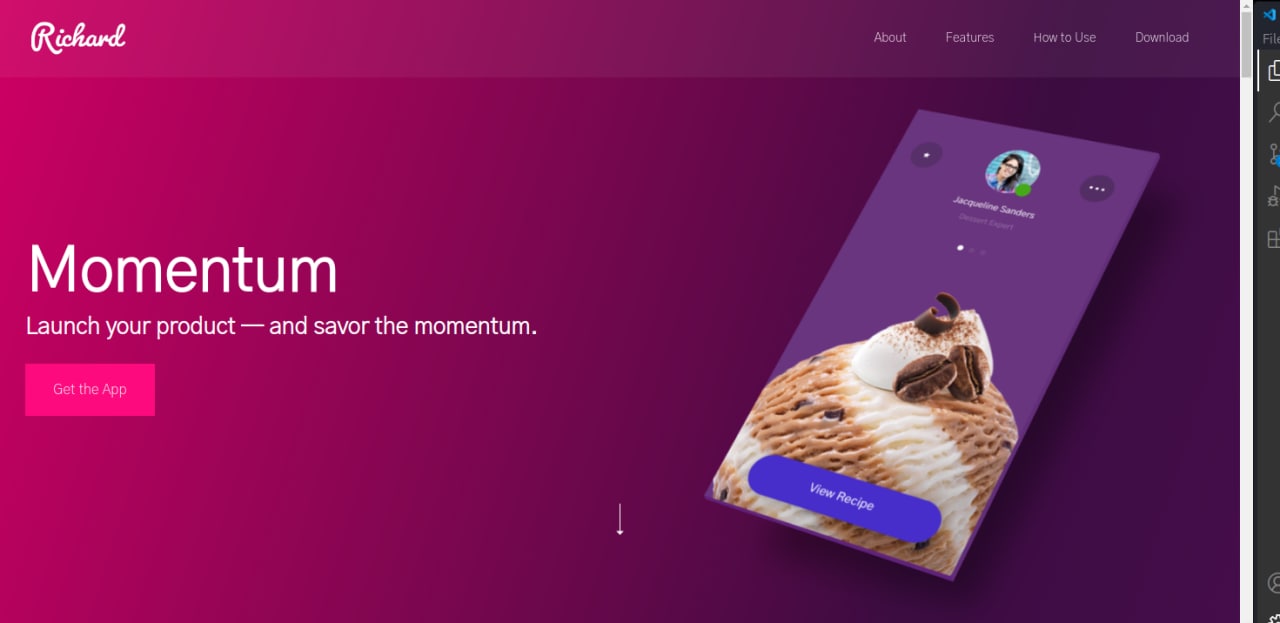 Richard
About
Features
How to Use
Download
File
Jacqueline Sanders
Dessert Expert
Momentum
Launch your product — and savor the momentum.
Get the App
View Recipe